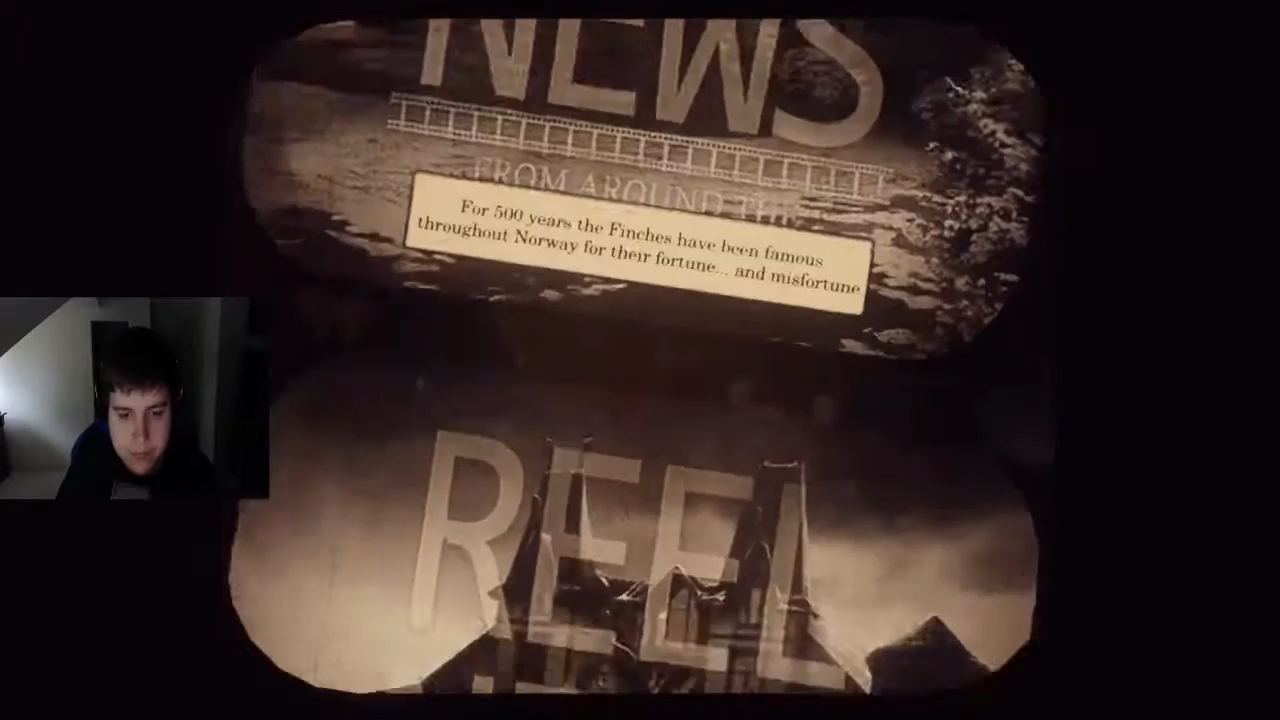 NEWS
FROM AROUND THE
For 500 years the Finches have been famous
throughout Norway for their fortune... and misfortune
REEL